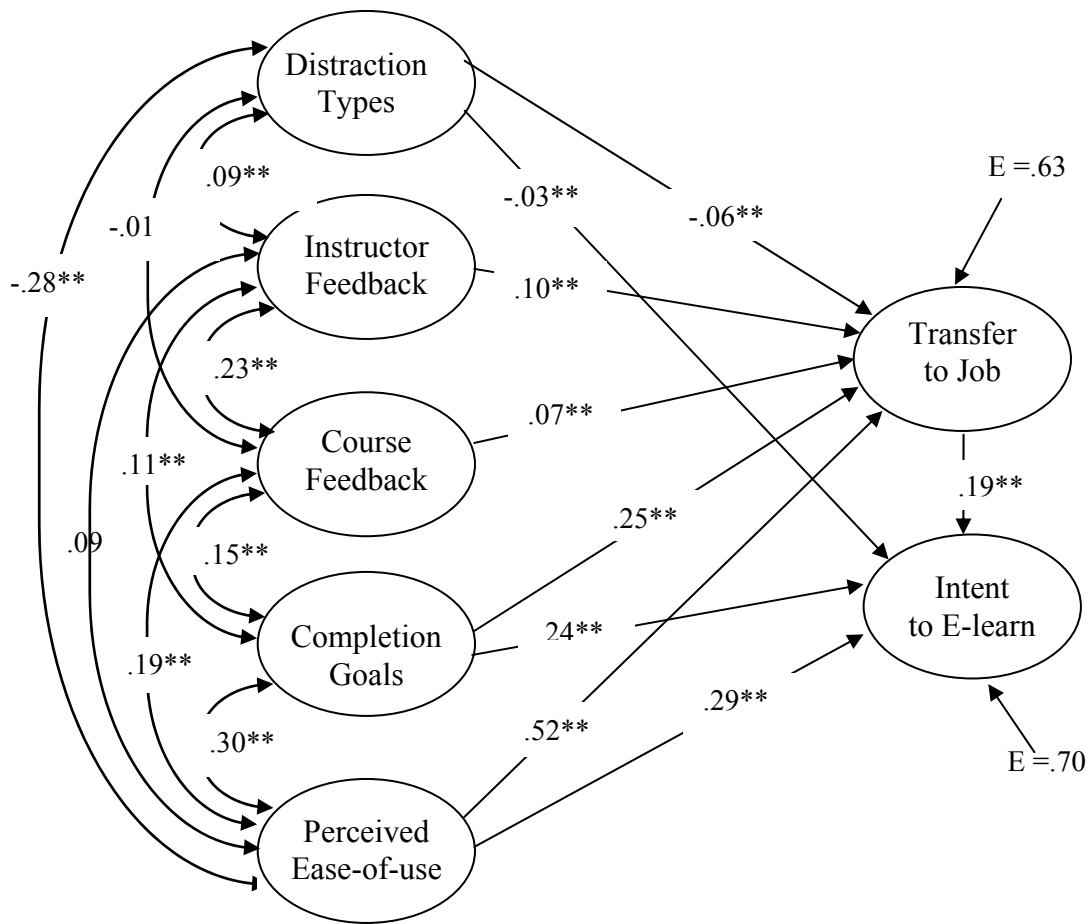 Distraction
Types
E =.63
.09**
-.03**
-.06**
-.01
Instructor
Feedback
-.28**
.10**
Transfer
to Job
.23**
.07**
Course
Feedback
.11**
.19**
.25**
.09
.15**
Intent
to E-learn
Completion
Goals
.24**
.19**
.29**
.52**
.30**
E =.70
Perceived
Ease-of-use